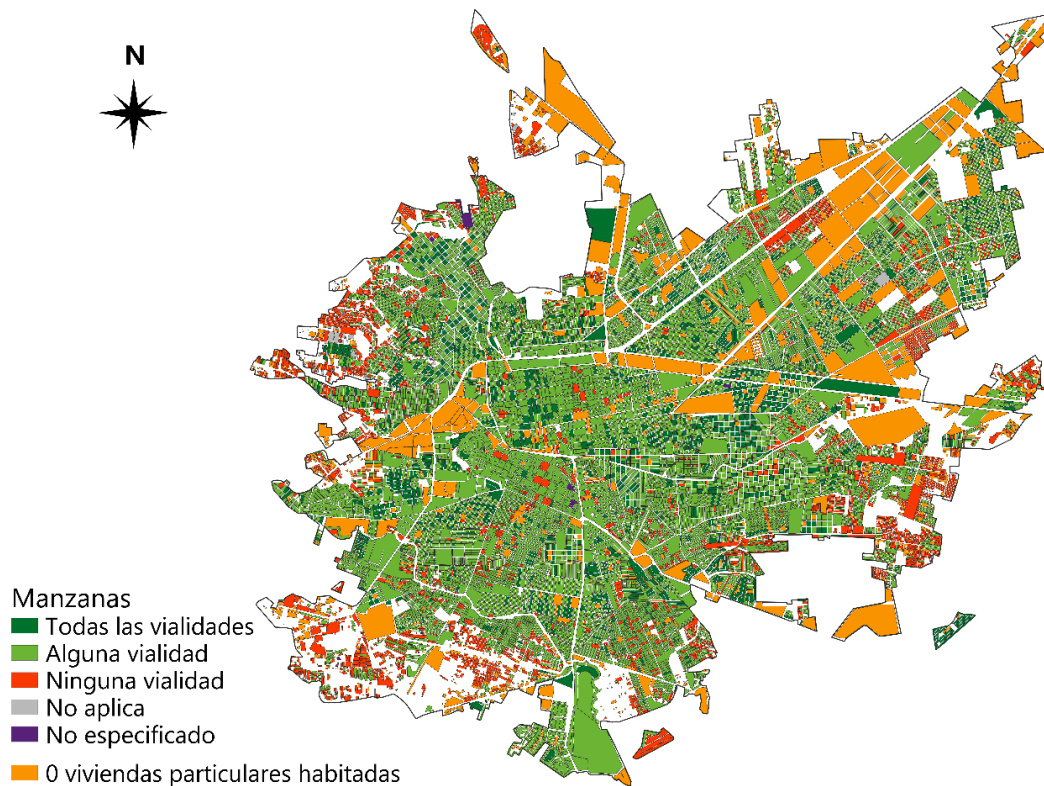 N
Manzanas
Todas las vialidades
Alguna vialidad
Ninguna vialidad
No aplica
No especificado
0 viviendas particulares habitadas